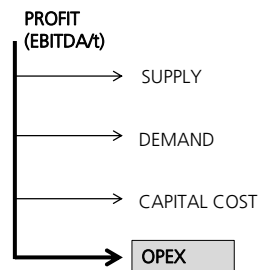 PROFIT
(EBITDA/t)
SUPPLY
DEMAND
CAPITAL COST
OPEX